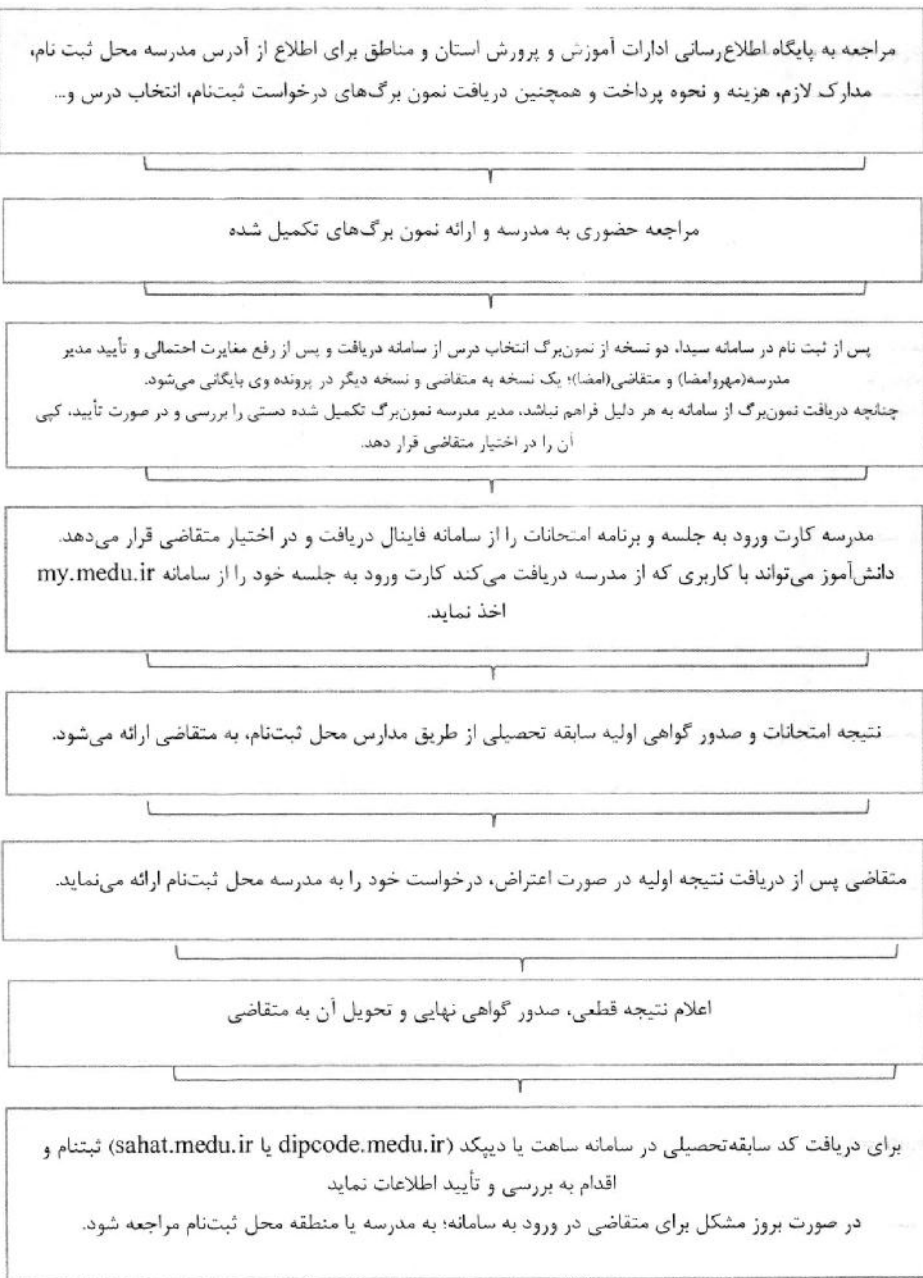 مراجعه به پایگاه اطلاع‌رسانی ادارات آموزش و پرورش استان و مناطق برای اطلاع از آدرس مدرسه محل ثبت نام،
مدارک لازم، هزینه و نحوه پرداخت و همچنین دریافت نمون برگ‌های درخواست ثبت‌نام، انتخاب درس و...
مراجعه حضوری به مدرسه و ارائه نمون برگ‌های تکمیل شده
پس از ثبت نام در سامانه سیدا، دو نسخه از نمون‌برگ انتخاب درس از سامانه دریافت و پس از رفع مغایرت احتمالی و تأیید مدیر
مدرسه(مهروامضا) و متقاضی(امضا)؛ یک نسخه به متقاضی و نسخه دیگر در پرونده وی بایگانی می‌شود.
چنانچه دریافت نمون‌برگ از سامانه به هر دلیل فراهم نباشد، مدیر مدرسه نمون‌برگ تکمیل شده دستی را بررسی و در صورت تأیید، کپی
آن را در اختیار متقاضی قرار دهد.
مدرسه کارت ورود به جلسه و برنامه امتحانات را از سامانه فاینال دریافت و در اختیار متقاضی قرار می‌دهد.
دانش‌آموز می‌تواند با کاربری که از مدرسه دریافت می‌کند کارت ورود به جلسه خود را از سامانه my.medu.ir
اخذ نماید.
نتیجه امتحانات و صدور گواهی اولیه سابقه تحصیلی از طریق مدارس محل ثبت‌نام، به متقاضی ارائه می‌شود.
متقاضی پس از دریافت نتیجه اولیه در صورت اعتراض، درخواست خود را به مدرسه محل ثبت‌نام ارائه می‌نماید.
اعلام نتیجه قطعی، صدور گواهی نهایی و تحویل آن به متقاضی
برای دریافت کد سابقه‌تحصیلی در سامانه ساهت یا دیپکد (dipcode.medu.ir یا sahat.medu.ir) ثبتنام و
اقدام به بررسی و تأیید اطلاعات نماید
در صورت بروز مشکل برای متقاضی در ورود به سامانه؛ به مدرسه یا منطقه محل ثبت‌نام مراجعه شود.